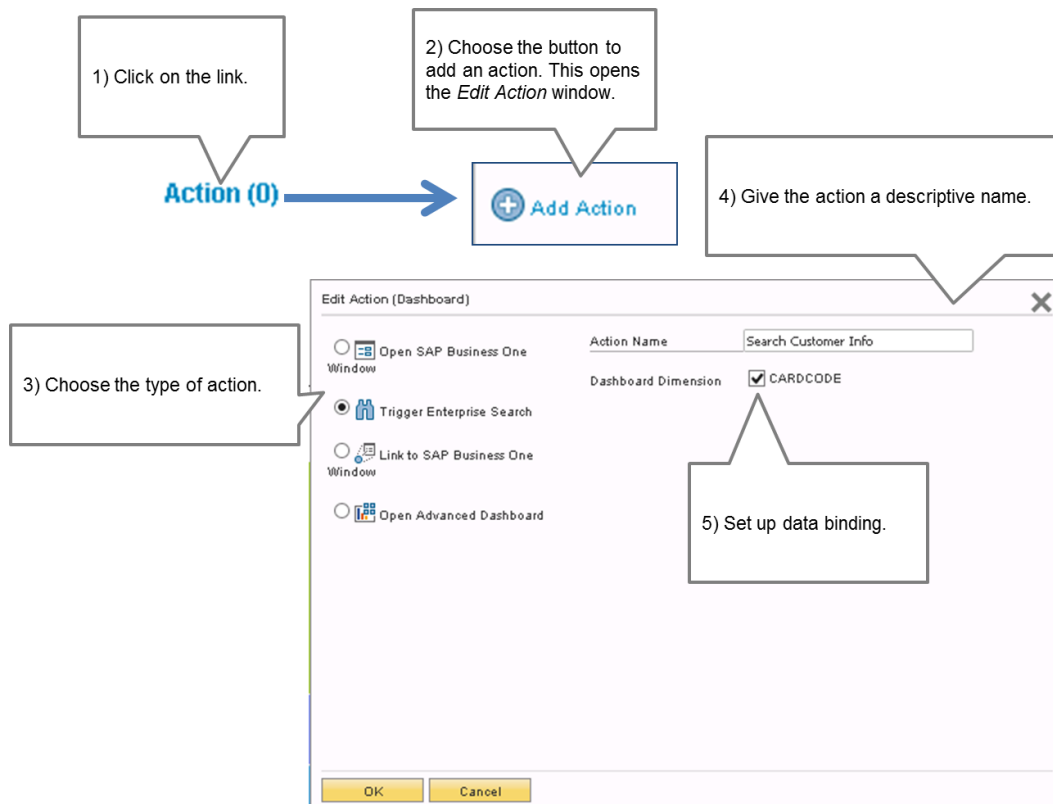 1) Click on the link.
2) Choose the button to
add an action. This opens
the Edit Action window.
Action (0)
Add Action
4) Give the action a descriptive name.
Edit Action (Dashboard)
3) Choose the type of action.
Open SAP Business One
Window
Trigger Enterprise Search
Link to SAP Business One
Window
Open Advanced Dashboard
Action Name
Search Customer Info
Dashboard Dimension
CARDCODE
5) Set up data binding.
OK
Cancel